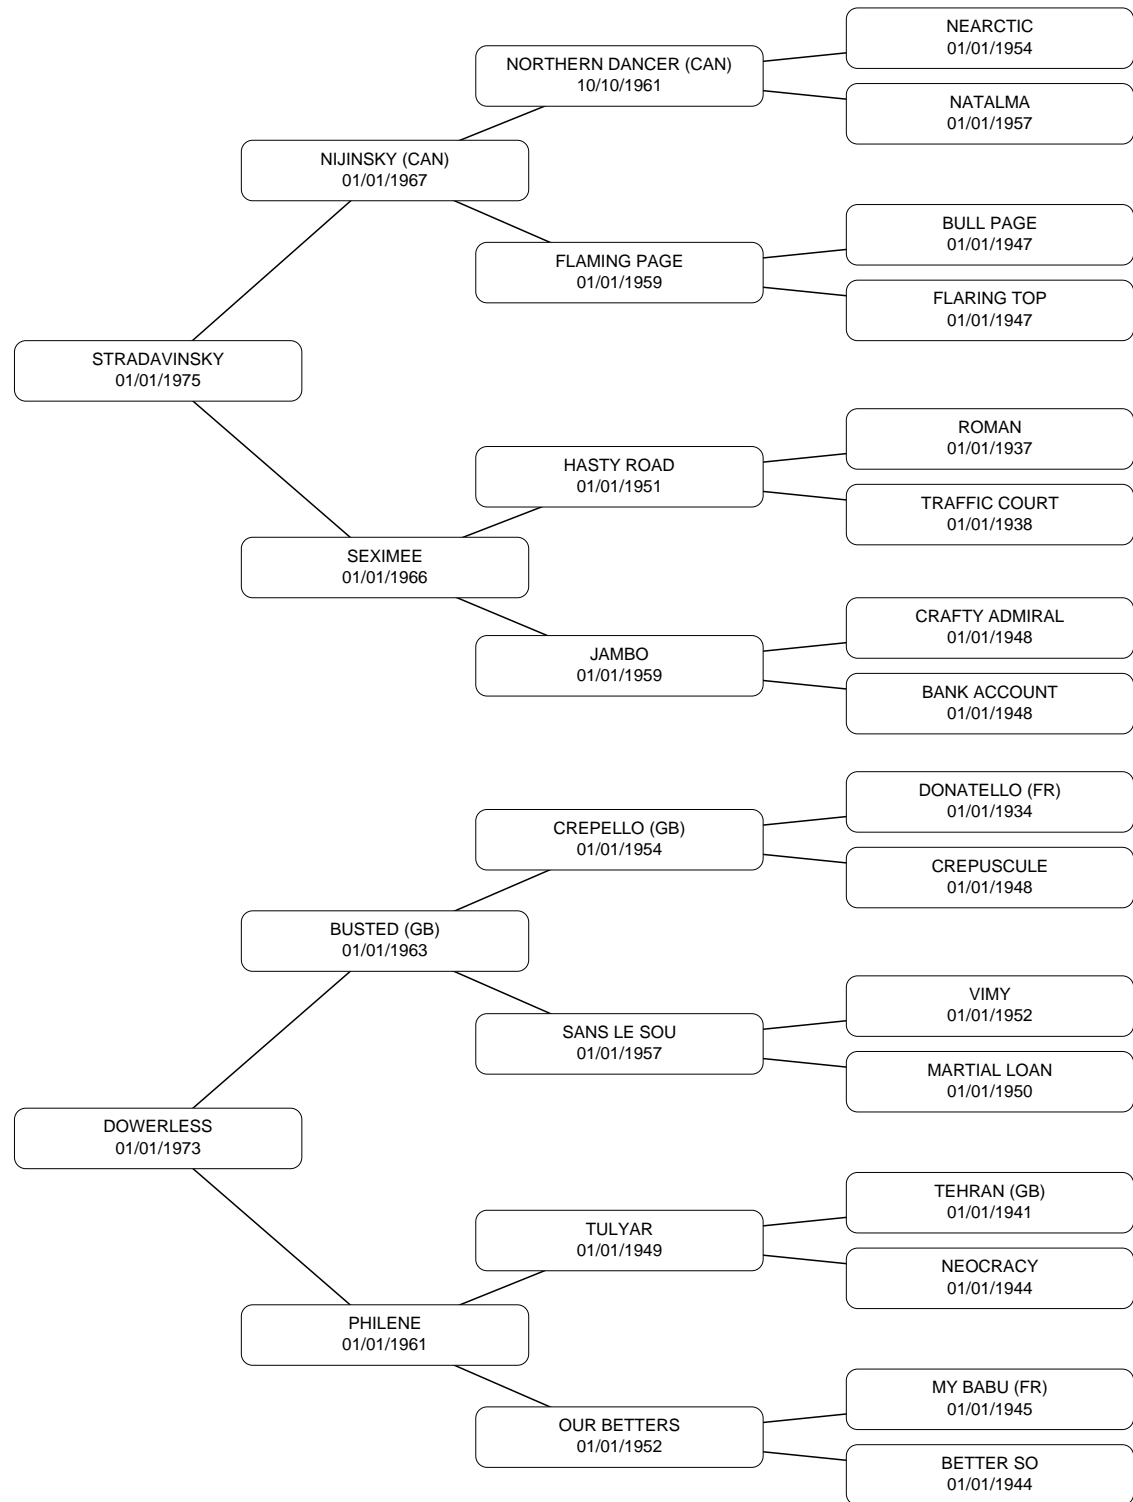 NEARCTIC
01/01/1954
NORTHERN DANCER (CAN)
10/10/1961
NATALMA
01/01/1957
NIJINSKY (CAN)
01/01/1967
BULL PAGE
01/01/1947
FLAMING PAGE
01/01/1959
FLARING TOP
01/01/1947
STRADAVINSKY
01/01/1975
ROMAN
01/01/1937
HASTY ROAD
01/01/1951
TRAFFIC COURT
01/01/1938
SEXIMEE
01/01/1966
CRAFTY ADMIRAL
01/01/1948
JAMBO
01/01/1959
BANK ACCOUNT
01/01/1948
DONATELLO (FR)
01/01/1934
CREPELLO (GB)
01/01/1954
CREPUSCULE
01/01/1948
BUSTED (GB)
01/01/1963
VIMY
01/01/1952
SANS LE SOU
01/01/1957
MARTIAL LOAN
01/01/1950
DOWERLESS
01/01/1973
TEHRAN (GB)
01/01/1941
TULYAR
01/01/1949
NEOCRACY
01/01/1944
PHILENE
01/01/1961
MY BABU (FR)
01/01/1945
OUR BETTERS
01/01/1952
BETTER SO
01/01/1944